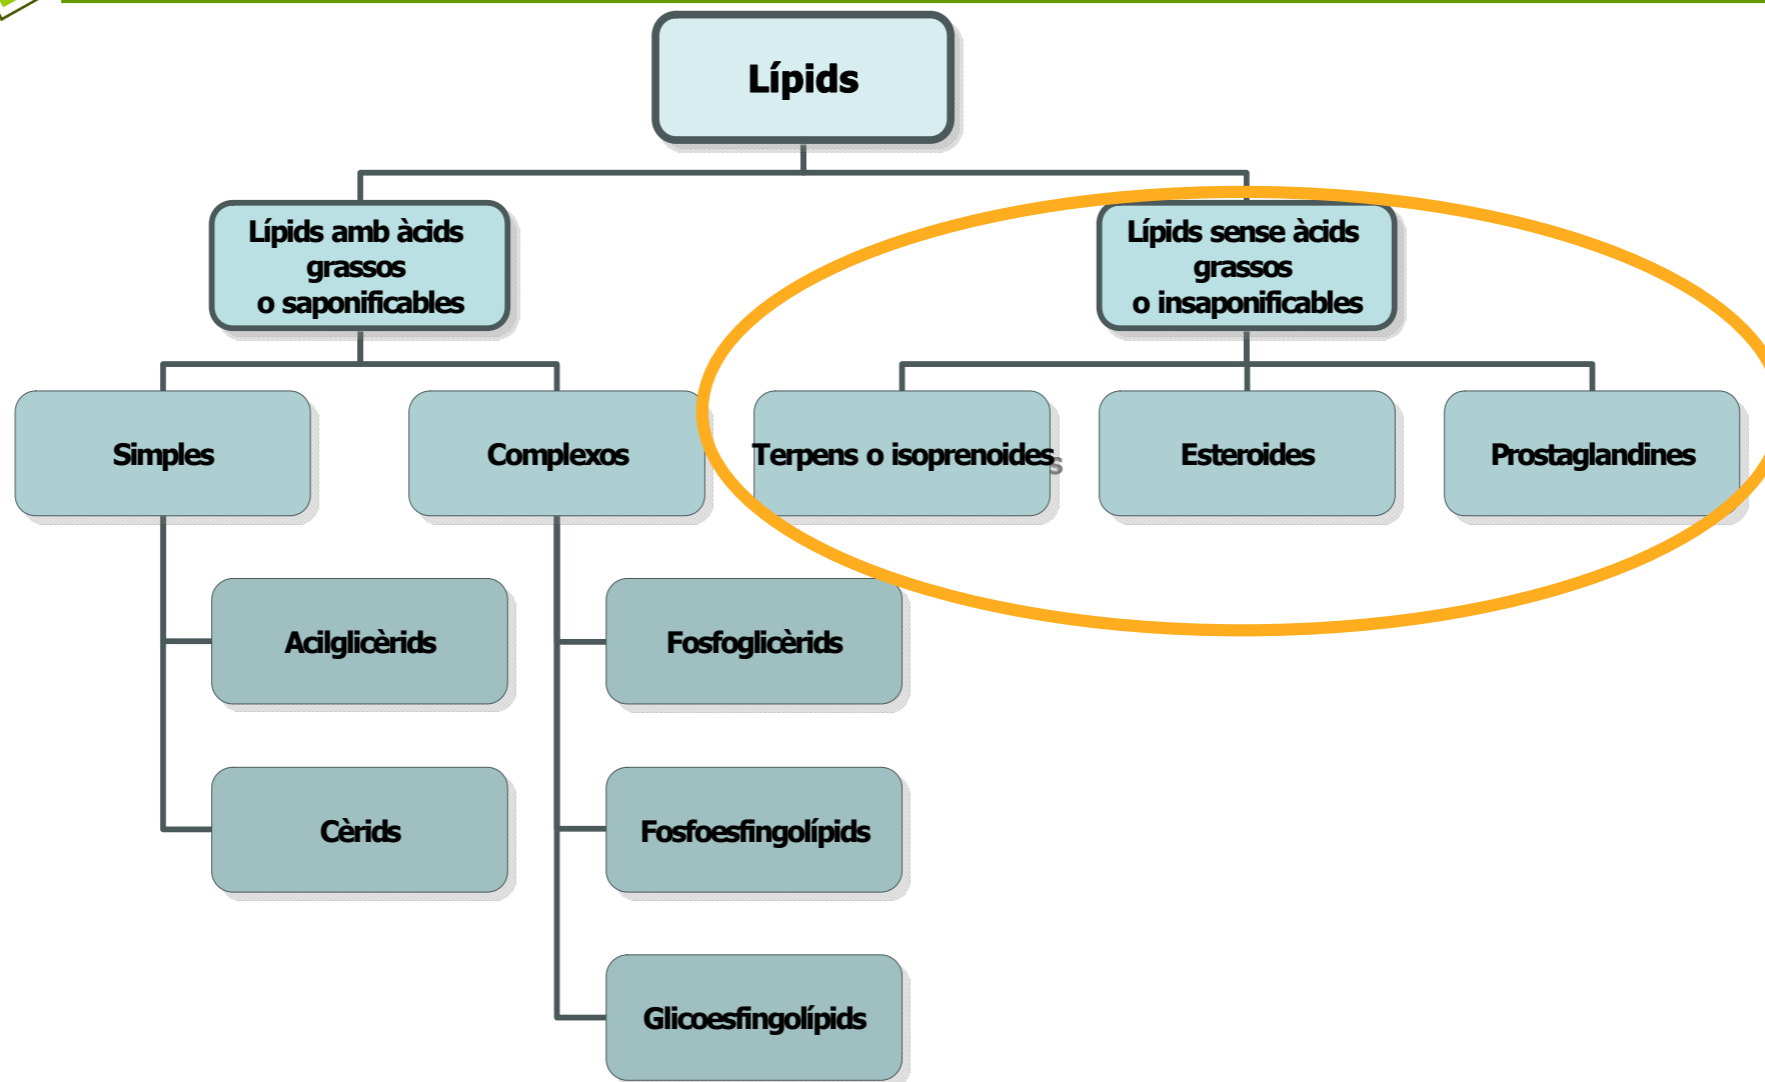 Lípids
Lípids amb àcids
grassos
o saponificables
Lípids sense àcids
grassos
o insaponificables
Simples
Complexos
Terpens o isoprenoides
Esteroides
Prostaglandines
Acilglicèrids
Fosfoglicèrids
Cèrids
Fosfoesfingolípids
Glicoesfingolípids